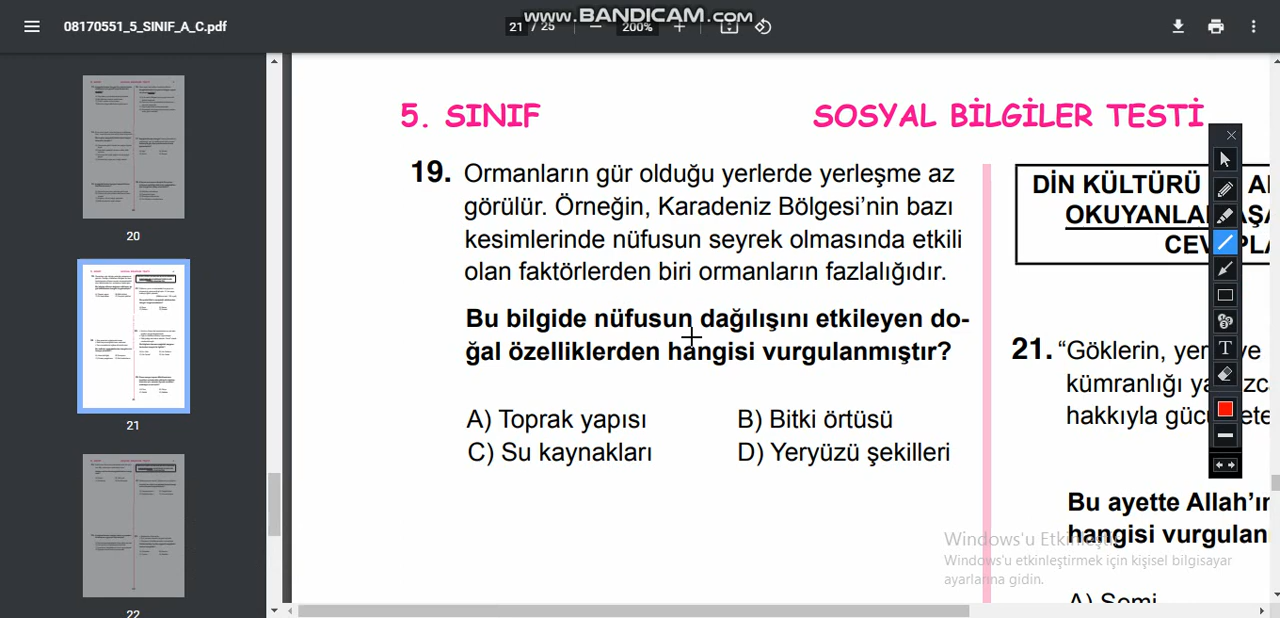 www.BANDICAM.com
08170551_5_SINIF_A_C.pdf
21 / 25
200%
5. SINIF
SOSYAL BİLGİLER TESTİ
20
21
22
19. Ormanların gür olduğu yerlerde yerleşme az
görülür. Örneğin, Karadeniz Bölgesi’nin bazı
kesimlerinde nüfusun seyrek olmasında etkili
olan faktörlerden biri ormanların fazlalığıdır.
Bu bilgide nüfusun dağılışını etkileyen do-
ğal özelliklerden hangisi vurgulanmıştır?
A) Toprak yapısı
B) Bitki örtüsü
C) Su kaynakları
D) Yeryüzü şekilleri
DİN KÜLTÜRÜ
21. “Göklerin, ye
hakkıyla
Bu ayette Allah’ı
hangisi vurgulan
A) Semi
T
Windows'u Etkinleştir
Windows'u etkinleştirmek için kişisel bilgisayar
ayarlarına gidin.